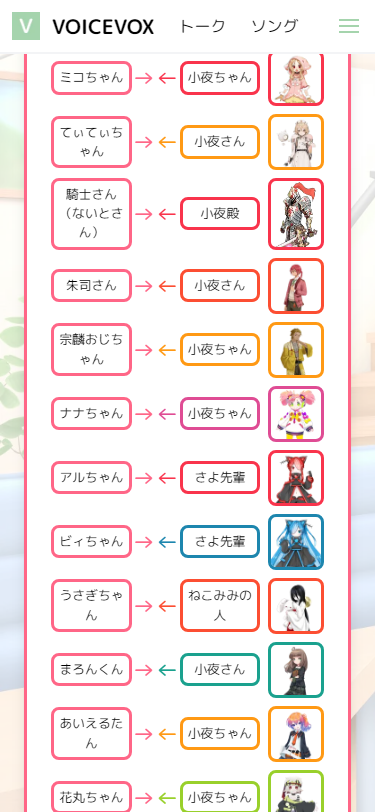 V VOICEVOX トーク ソング
ミコちゃん → ← 小夜ちゃん
てぃてぃち
ゃん → ← 小夜さん
騎士さん
（ないとさ
ん） → ← 小夜殿
朱司さん → ← 小夜さん
宗麟おじち
ゃん → ← 小夜ちゃん
ナナちゃん → ← 小夜ちゃん
アルちゃん → ← さよ先輩
ビィちゃん → ← さよ先輩
うさぎちゃ
ん → ← ねこみみの
人
まろんくん → ← 小夜さん
あいえるた
ん → ← 小夜ちゃん
花丸ちゃん → ← 小夜ちゃん